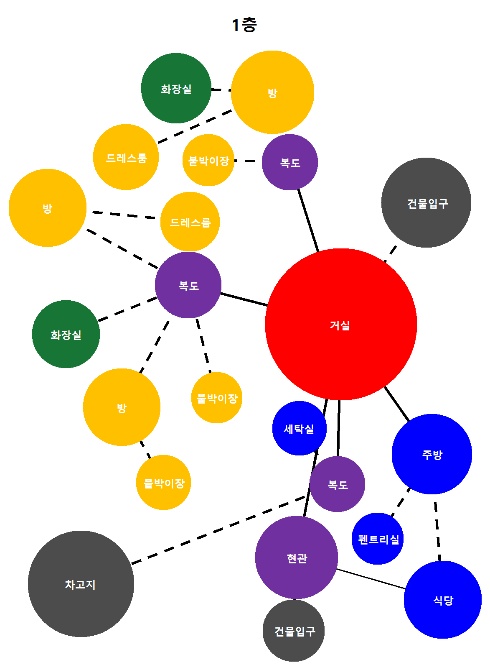 1층
화장실
방
드레스룸
붙박이장
복도
방
드레스룸
건물입구
복도
거실
화장실
방
붙박이장
세탁실
주방
붙박이장
복도
펜트리실
차고지
현관
식당
건물입구